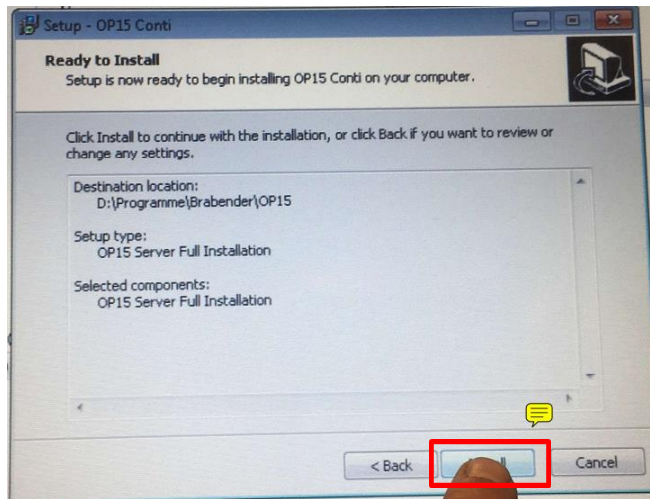 Setup - OP15 Conti
Ready to Install
Setup is now ready to begin installing OP15 Conti on your computer.
Click Install to continue with the installation, or click Back if you want to review or
change any settings.
Destination location:
D:\Programme\Brabender\OP15
Setup type:
OP15 Server Full Installation
Selected components:
OP15 Server Full Installation
< Back
Cancel